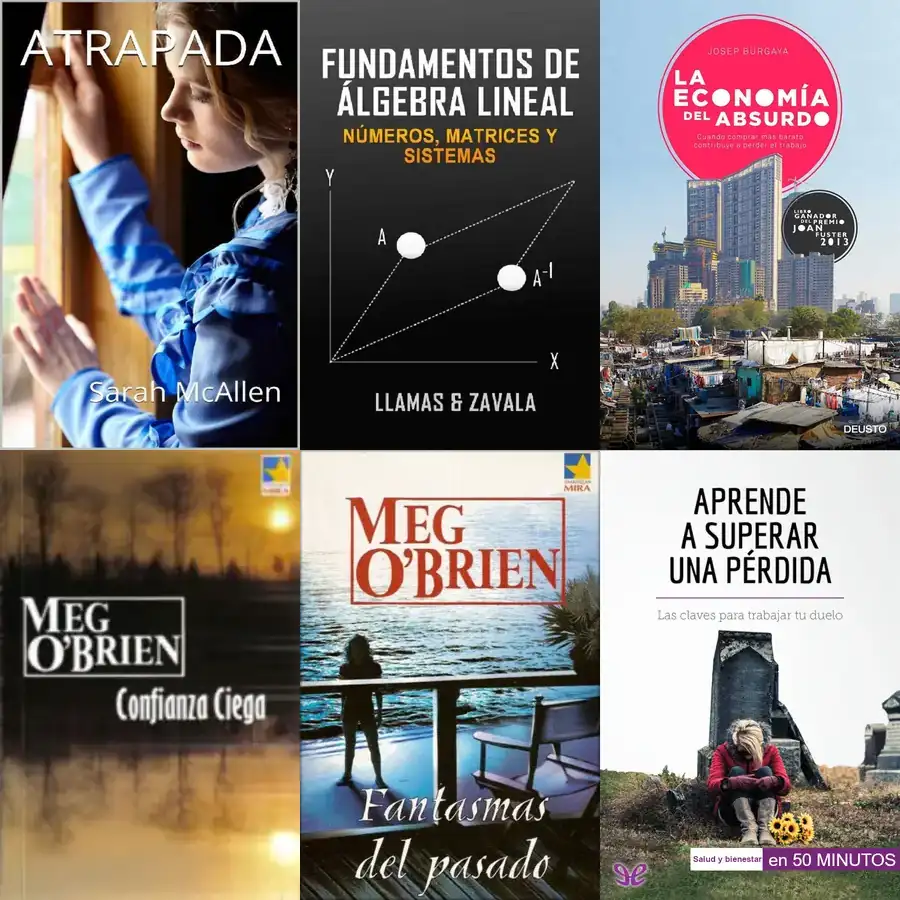 ATRAPADA
Sarah McAllen
FUNDAMENTOS DE
ÁLGEBRA LINEAL
NÚMEROS, MATRICES Y
SISTEMAS
Y
A
A-1
X
LLAMAS & ZAVALA
JOSEP BURGAYA
LA
ECONOMÍA
DEL ABSURDO
Cuando comprar más barato
contribuye a perder el trabajo
LIBRO
GANADOR
DEL PREMIO
JOAN
FUSTER
2013
DEUSTO
MEG
O'BRIEN
Confianza Ciega
MIRA
MEG
O'BRIEN
Fantasmas
del pasado
APRENDE
A SUPERAR
UNA PÉRDIDA
Las claves para trabajar tu duelo
Salud y bienestar en 50 MINUTOS